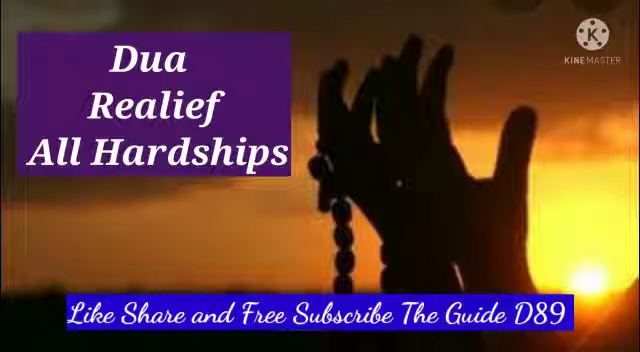 Dua
Realief
All Hardships
K
KINEMASTER
Like Share and Free Subscribe The Guide D89